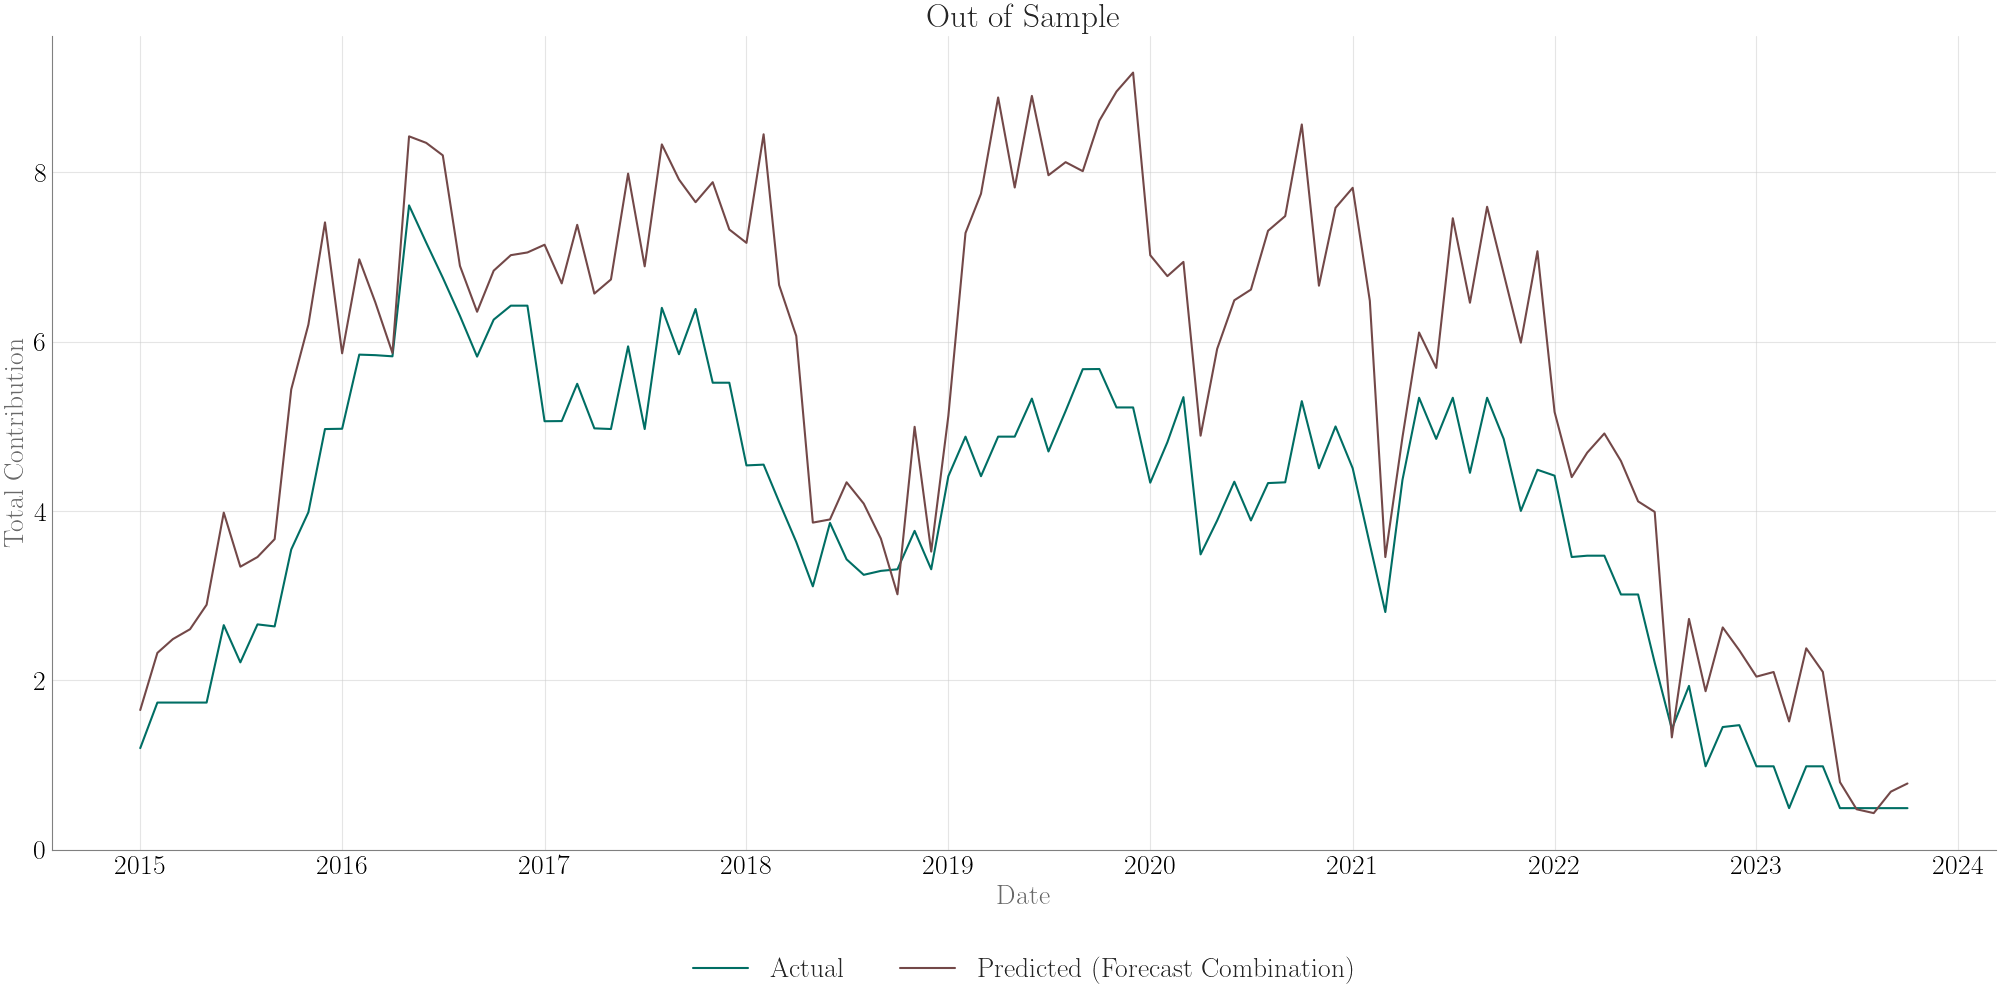 Out of Sample
Total Contribution
8
6
4
2
0
2015 2016 2017 2018 2019 2020 2021 2022 2023 2024
Date
Actual Predicted (Forecast Combination)